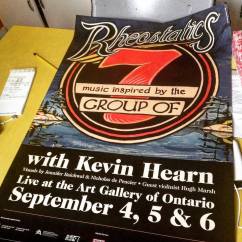 Rheostatics
music inspired by the
7
GROUP OF
with Kevin Hearn
Visuals by Jennifer Baichwal & Nicholas de Pencier • Guest violinist Hugh Marsh
Live at the Art Gallery of Ontario
September 4, 5 & 6